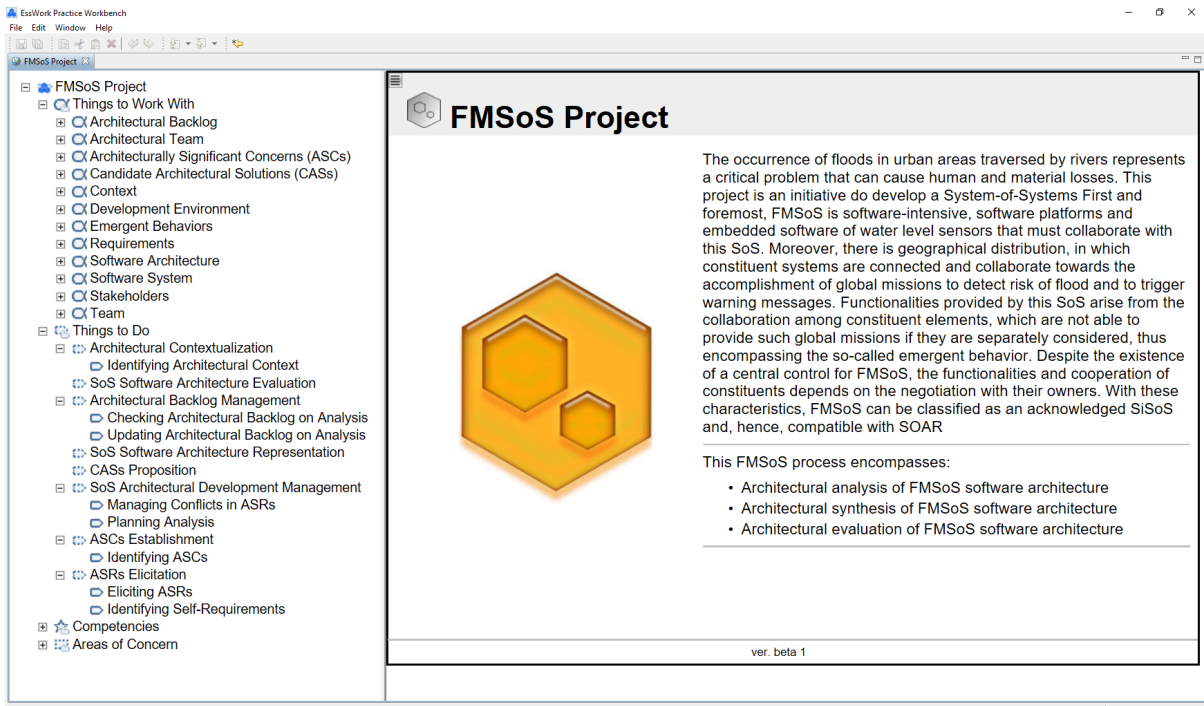 EssWork Practice Workbench
File Edit Window Help
FMSoS Project
FMSoS Project
Things to Work With
Architectural Backlog
Architectural Team
Architecturally Significant Concerns (ASCs)
Candidate Architectural Solutions (CASs)
Context
Development Environment
Emergent Behaviors
Requirements
Software Architecture
Software System
Stakeholders
Team
Things to Do
Architectural Contextualization
Identifying Architectural Context
SoS Software Architecture Evaluation
Architectural Backlog Management
Checking Architectural Backlog on Analysis
Updating Architectural Backlog on Analysis
SoS Software Architecture Representation
CASs Proposition
SoS Architectural Development Management
Managing Conflicts in ASRs
Planning Analysis
ASCs Establishment
Identifying ASCs
ASRs Elicitation
Eliciting ASRs
Identifying Self-Requirements
Competencies
Areas of Concern
FMSoS Project
The occurrence of floods in urban areas traversed by rivers represents
a critical problem that can cause human and material losses. This
project is an initiative do develop a System-of-Systems First and
foremost, FMSoS is software-intensive, software platforms and
embedded software of water level sensors that must collaborate with
this SoS. Moreover, there is geographical distribution, in which
constituent systems are connected and collaborate towards the
accomplishment of global missions to detect risk of flood and to trigger
warning messages. Functionalities provided by this SoS arise from the
collaboration among constituent elements, which are not able to
provide such global missions if they are separately considered, thus
encompassing the so-called emergent behavior. Despite the existence
of a central control for FMSoS, the functionalities and cooperation of
constituents depends on the negotiation with their owners. With these
characteristics, FMSoS can be classified as an acknowledged SiSoS
and, hence, compatible with SOAR
This FMSoS process encompasses:
• Architectural analysis of FMSoS software architecture
• Architectural synthesis of FMSoS software architecture
• Architectural evaluation of FMSoS software architecture
ver. beta 1